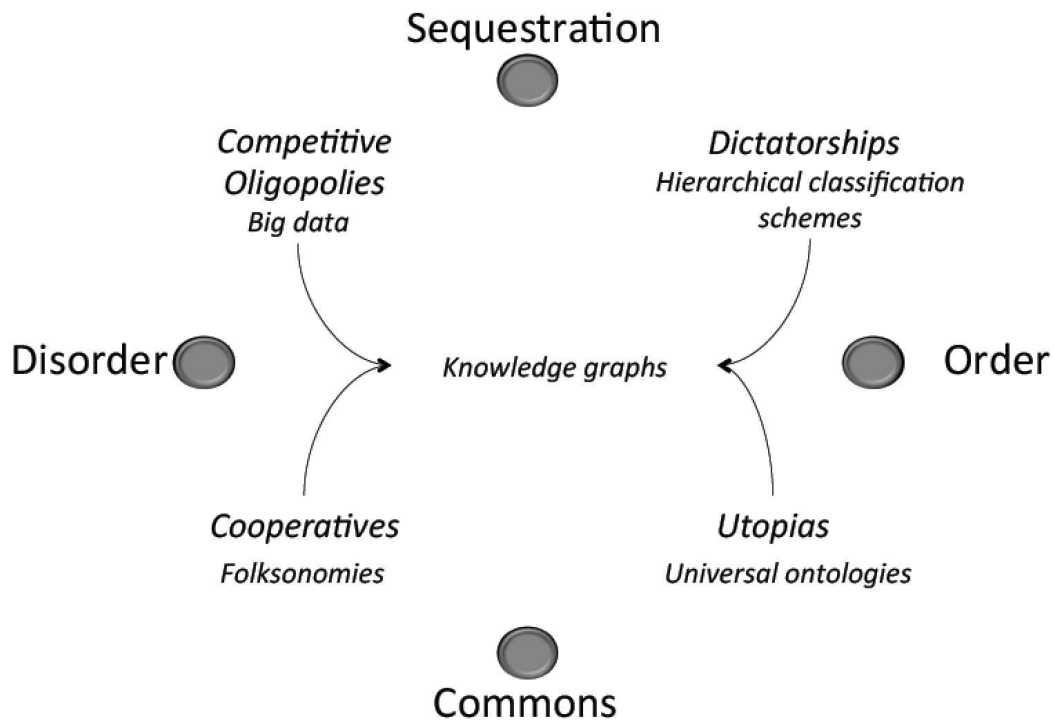 Sequestration
Competitive
Oligopolies
Big data
Dictatorships
Hierarchical classification
schemes
Disorder
Knowledge graphs
Order
Cooperatives
Folksonomies
Utopias
Universal ontologies
Commons